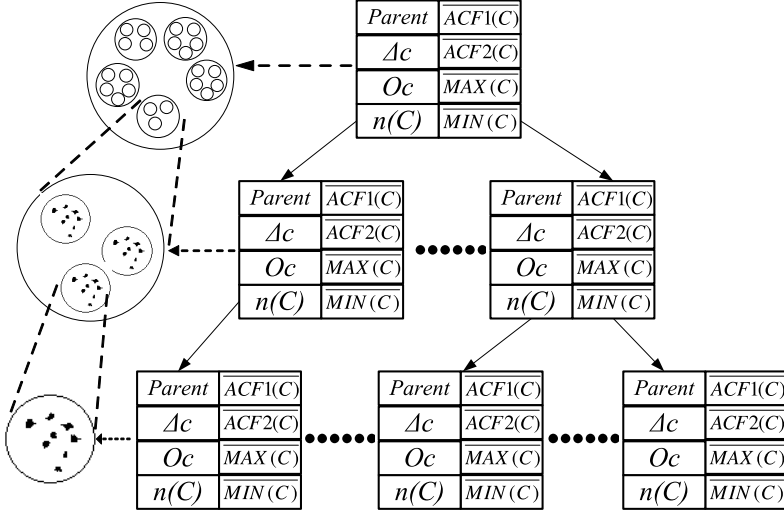 Parent ACF1(C)
Δc ACF2(C)
Oc MAX(C)
n(C) MIN(C)
Parent ACF1(C) Parent ACF1(C)
Δc ACF2(C) Δc ACF2(C)
Oc MAX(C) Oc MAX(C)
n(C) MIN(C) n(C) MIN(C)
Parent ACF1(C) Parent ACF1(C) Parent ACF1(C)
Δc ACF2(C) Δc ACF2(C) Δc ACF2(C)
Oc MAX(C) Oc MAX(C) Oc MAX(C)
n(C) MIN(C) n(C) MIN(C) n(C) MIN(C)